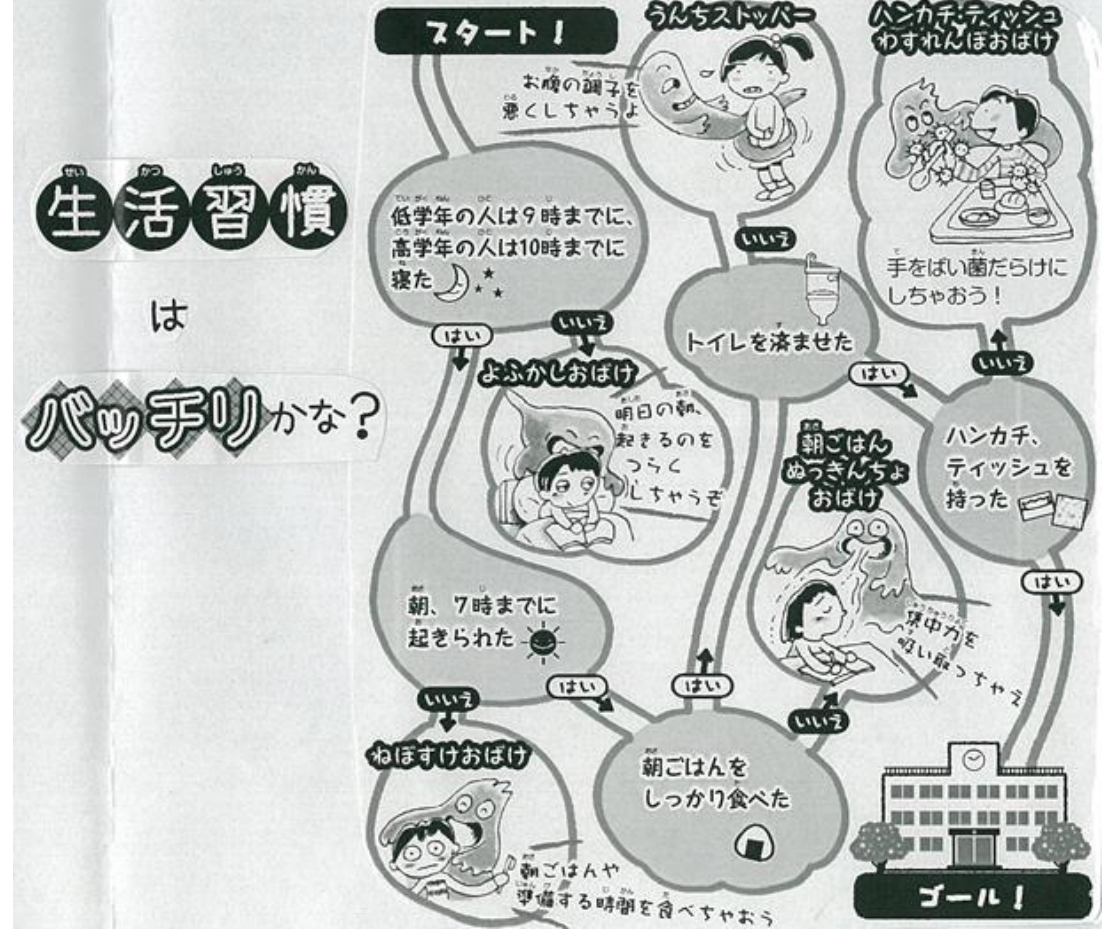 生活習慣
は
バッチリかな?
スタート!
低学年の人は9時までに、
高学年の人は10時までに
寝た
はい
いいえ
よふかしおばけ
明日の朝、
起きるのを
つらく
しちゃうぞ
朝、7時までに
起きられた
いいえ
はい
ねぼすけおばけ
朝ごはんや
準備する時間を食べちゃおう
朝ごはんを
しっかり食べた
はい
いいえ
朝ごはん
ぬっきんちょ
おばけ
集中力を
吸い取っちゃえ
トイレを済ませた
いいえ
はい
うんちストッパー
お腹の調子を
悪くしちゃうよ
ハンカチ、
ティッシュを
持った
いいえ
はい
ハンカチ・ティッシュ
わすれんぼおばけ
手をばい菌だらけに
しちゃおう!
ゴール!